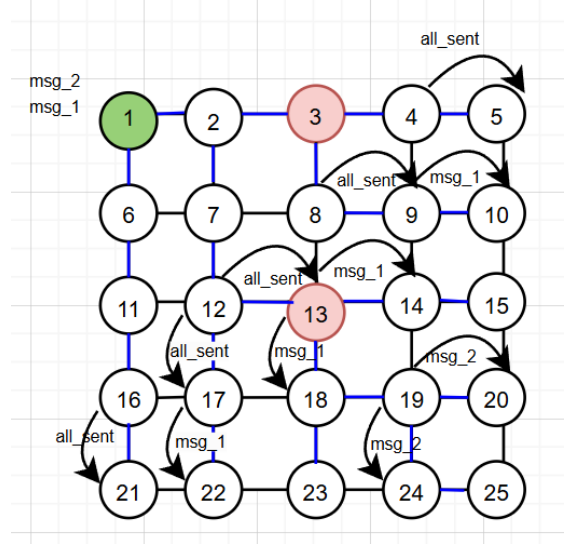 all_sent
msg_2
msg_1
1 2 3 4 5
all_sent msg_1
6 7 8 9 10
all_sent msg_1
11 12 13 14 15
all_sent msg_1 msg_2
16 17 18 19 20
all_sent msg_1 msg_2
21 22 23 24 25